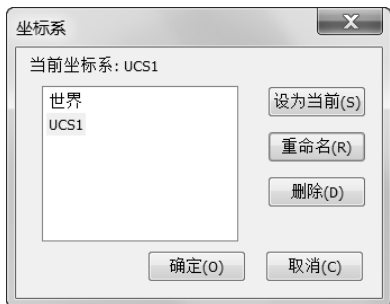 坐标系
当前坐标系: UCS1
世界
UCS1
设为当前(S)
重命名(R)
删除(D)
确定(O)
取消(C)